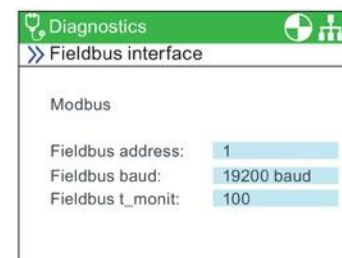 Diagnostics
Fieldbus interface
Modbus
Fieldbus address: 1
Fieldbus baud: 19200 baud
Fieldbus t_monit: 100